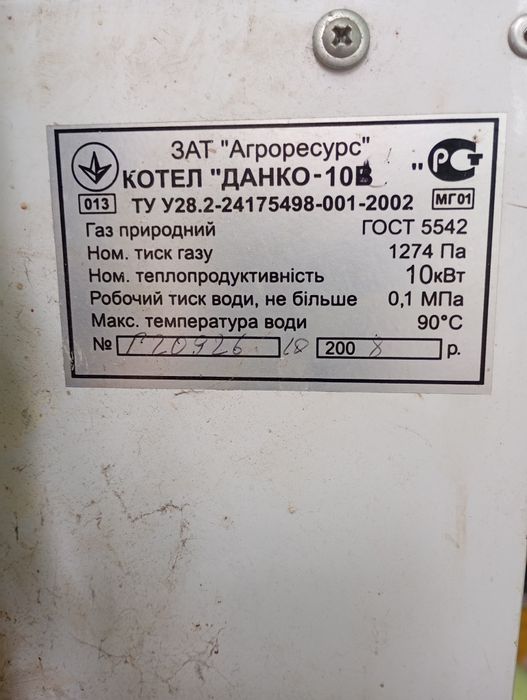 ЗАТ "Агроресурс"
КОТЕЛ "ДАНКО-10В "
013 ТУ У28.2-24175498-001-2002 МГ01
Газ природний ГОСТ 5542
Ном. тиск газу 1274 Па
Ном. теплопродуктивність 10кВт
Робочий тиск води, не більше 0,1 МПа
Макс. температура води 90°С
№ 20926 10 200 8 р.